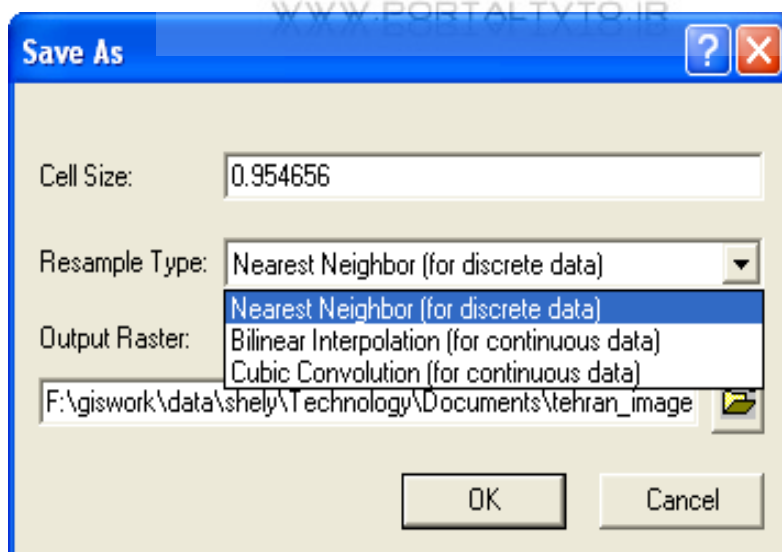 WWW.PORTALTVTO.IR
Save As
Cell Size: 0.954656
Resample Type: Nearest Neighbor (for discrete data)
Nearest Neighbor (for discrete data)
Output Raster: Bilinear Interpolation (for continuous data)
Cubic Convolution (for continuous data)
F:\giswork\data\shely\Technology\Documents\tehran_image
OK Cancel